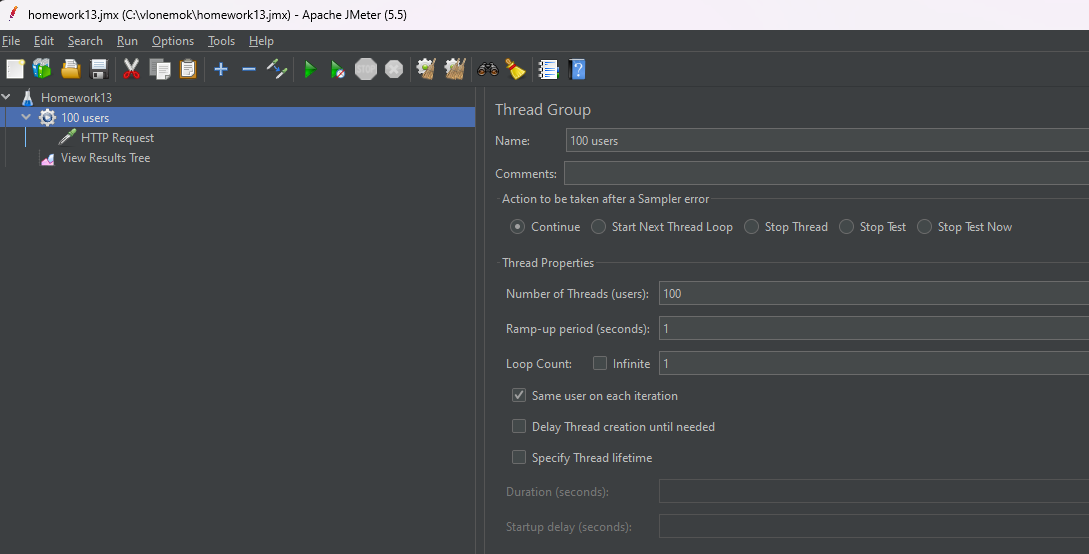 homework13.jmx (C:\vlonemok\homework13.jmx) - Apache JMeter (5.5)
File Edit Search Run Options Tools Help
STOP
Homework13
100 users
HTTP Request
View Results Tree
Thread Group
Name: 100 users
Comments:
Action to be taken after a Sampler error
Continue Start Next Thread Loop Stop Thread Stop Test Stop Test Now
Thread Properties
Number of Threads (users): 100
Ramp-up period (seconds): 1
Loop Count: Infinite 1
Same user on each iteration
Delay Thread creation until needed
Specify Thread lifetime
Duration (seconds):
Startup delay (seconds):